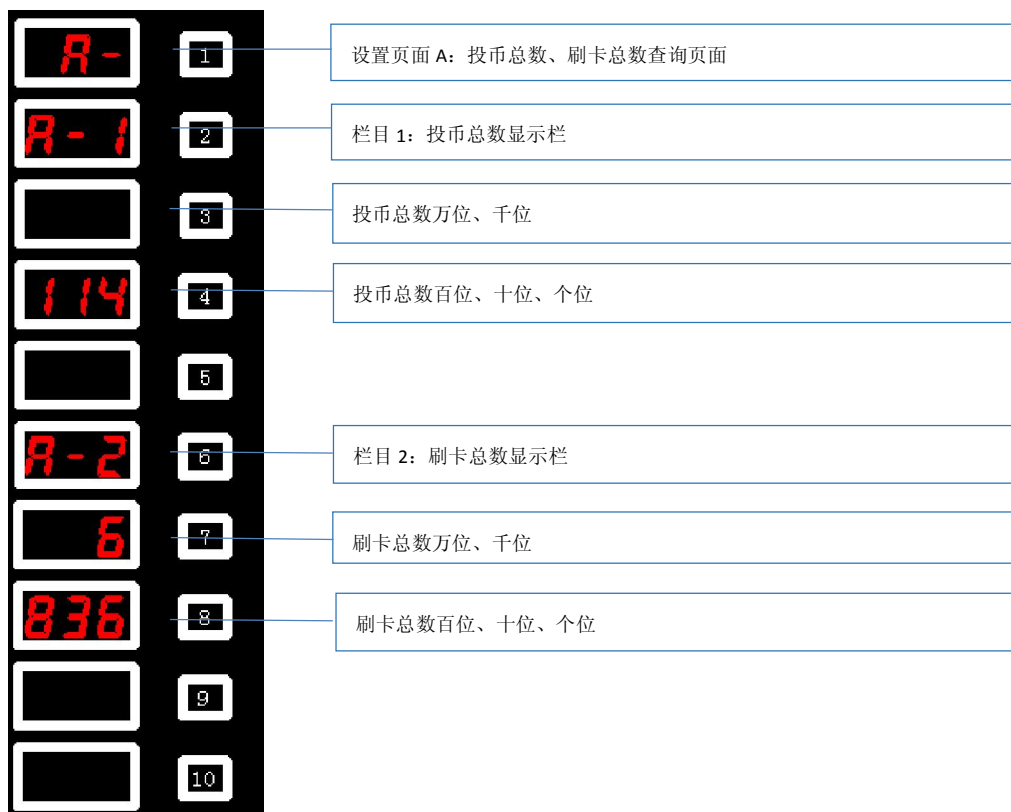 A- 1 设置页面 A：投币总数、刷卡总数查询页面
A-1 2 栏目 1：投币总数显示栏
3 投币总数万位、千位
114 4 投币总数百位、十位、个位
5
A-2 6 栏目 2：刷卡总数显示栏
6 7 刷卡总数万位、千位
836 8 刷卡总数百位、十位、个位
9
10